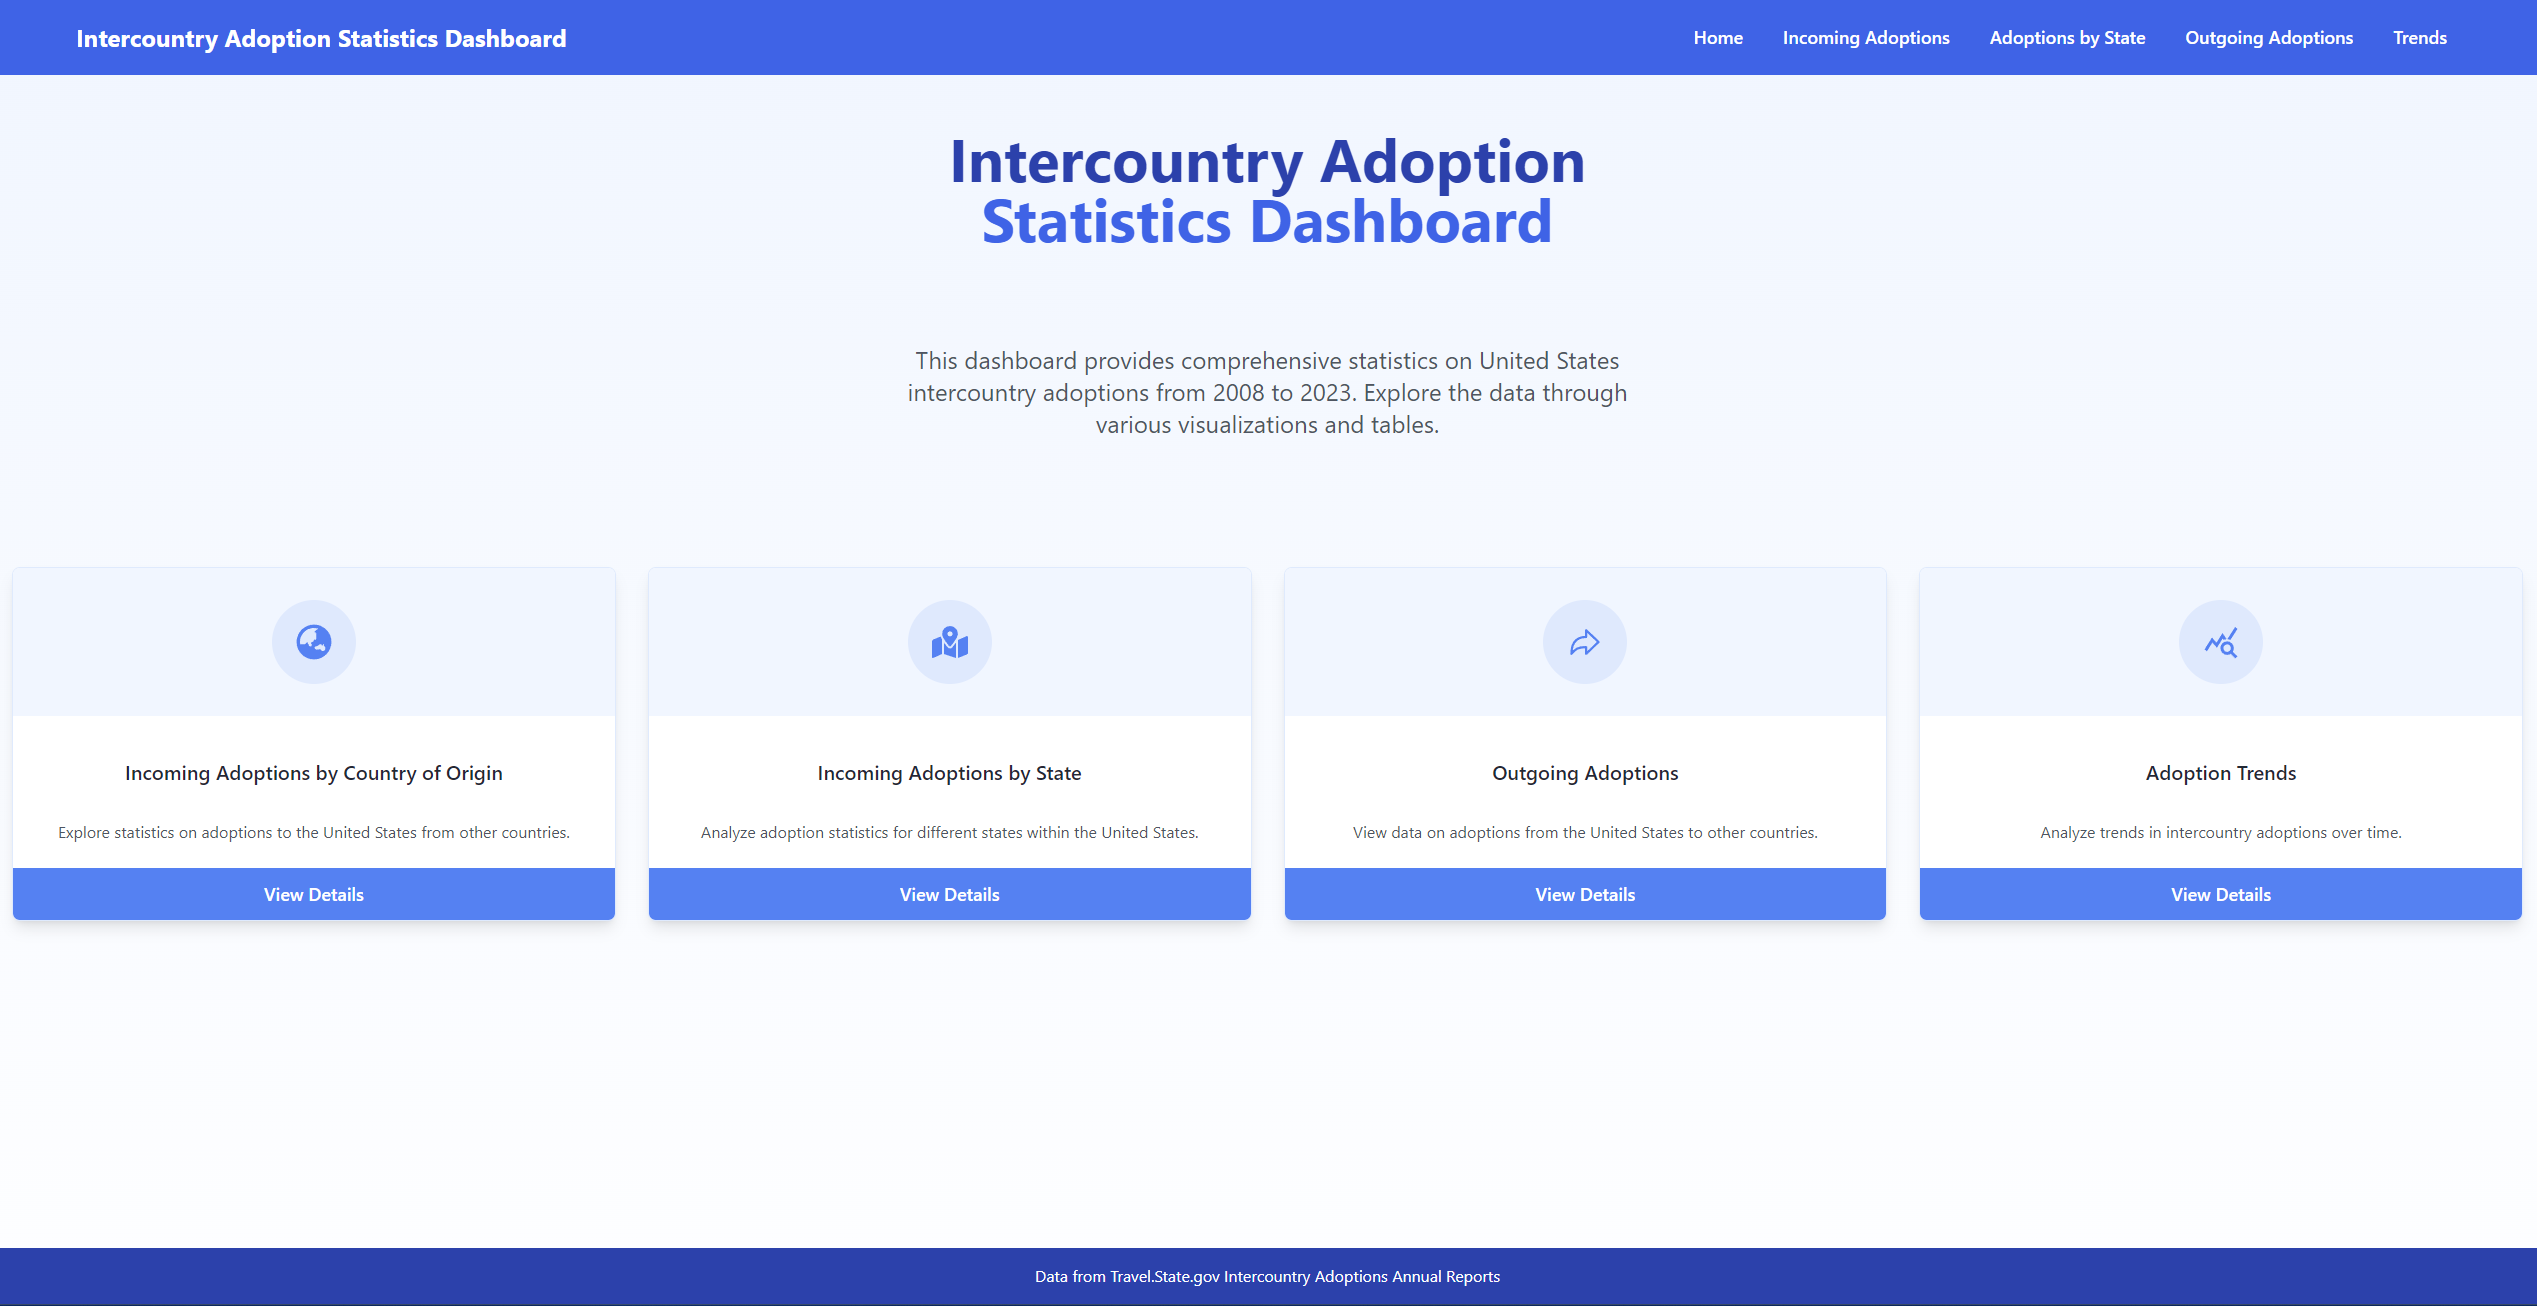 Intercountry Adoption Statistics Dashboard
Home
Incoming Adoptions
Adoptions by State
Outgoing Adoptions
Trends
Intercountry Adoption
Statistics Dashboard
This dashboard provides comprehensive statistics on United States
intercountry adoptions from 2008 to 2023. Explore the data through
various visualizations and tables.
Incoming Adoptions by Country of Origin
Explore statistics on adoptions to the United States from other countries.
View Details
Incoming Adoptions by State
Analyze adoption statistics for different states within the United States.
View Details
Outgoing Adoptions
View data on adoptions from the United States to other countries.
View Details
Adoption Trends
Analyze trends in intercountry adoptions over time.
View Details
Data from Travel.State.gov Intercountry Adoptions Annual Reports